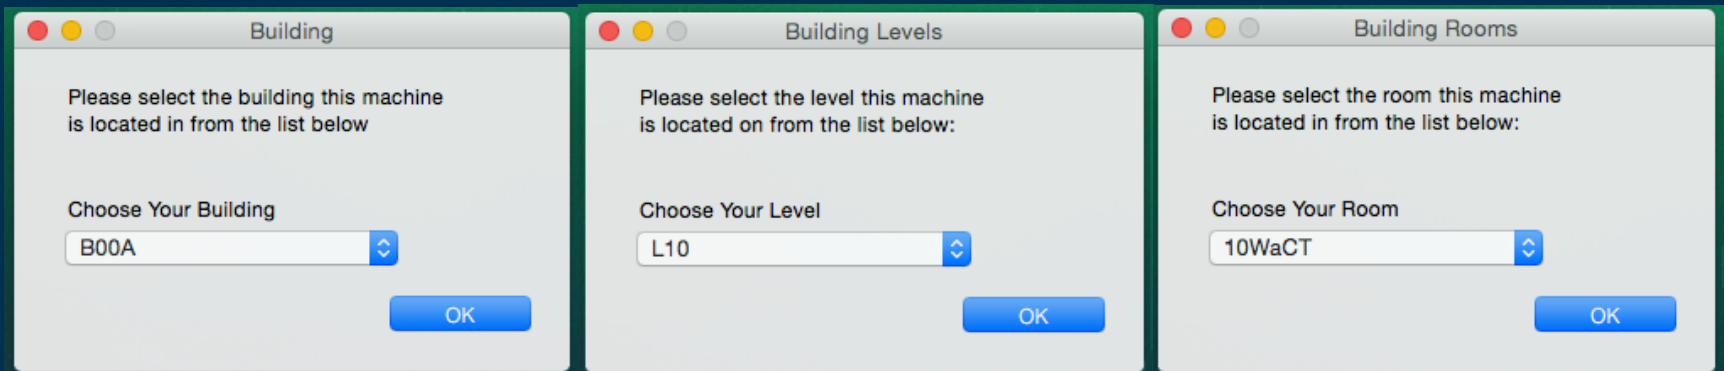 Building
Please select the building this machine
is located in from the list below
Choose Your Building
B00A
OK
Building Levels
Please select the level this machine
is located on from the list below:
Choose Your Level
L10
OK
Building Rooms
Please select the room this machine
is located in from the list below:
Choose Your Room
10WaCT
OK